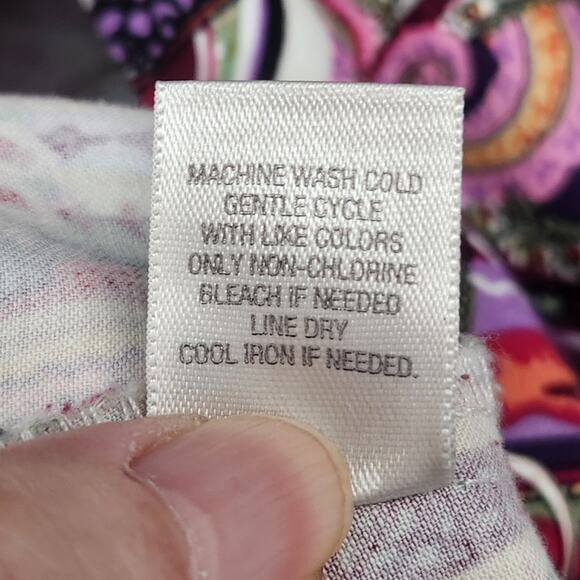 MACHINE WASH COLD
GENTLE CYCLE
WITH LIKE COLORS
ONLY NON-CHLORINE
BLEACH IF NEEDED
LINE DRY
COOL IRON IF NEEDED.